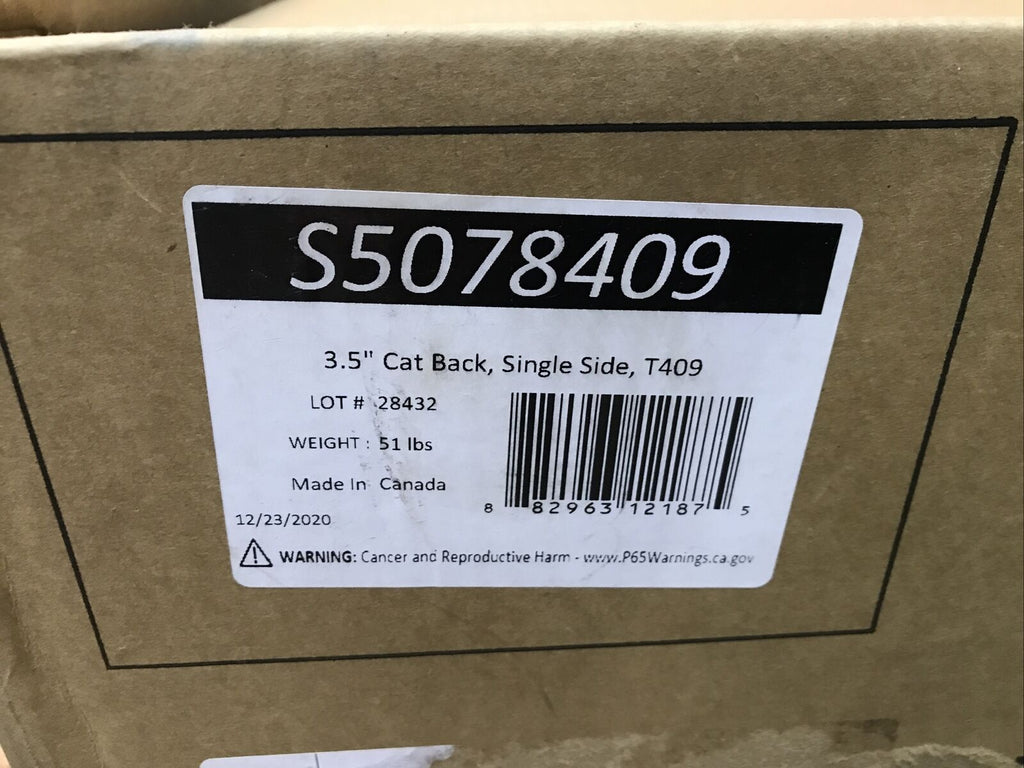 S5078409
3.5" Cat Back, Single Side, T409
LOT # 28432
WEIGHT : 51 lbs
Made In Canada
12/23/2020
8 82963 12187 5
WARNING: Cancer and Reproductive Harm - www.P65Warnings.ca.gov